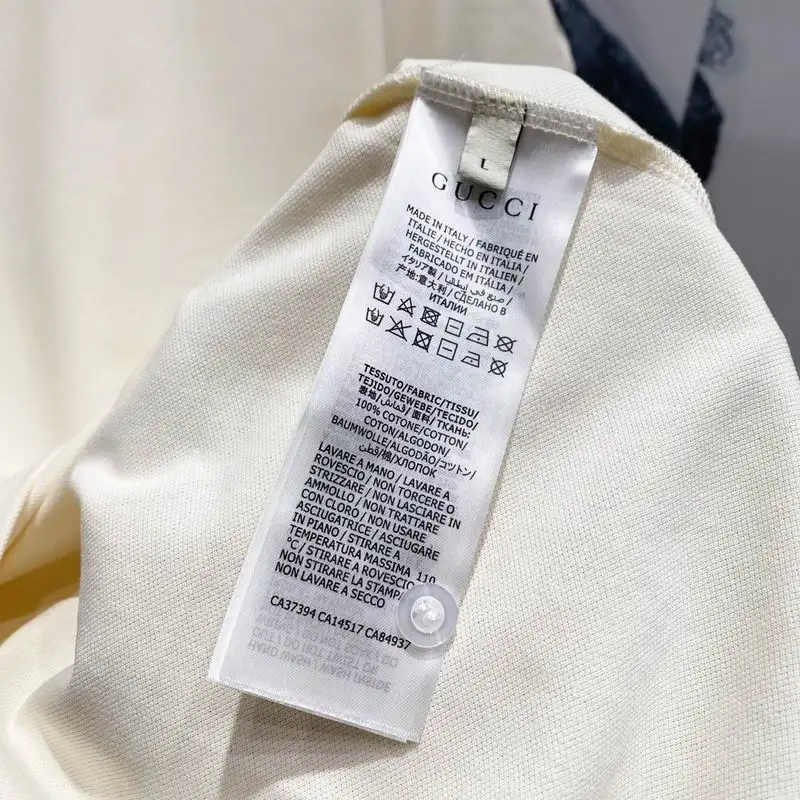 L
GUCCI
MADE IN ITALY / FABRIQUÉ EN
ITALIE / HECHO EN ITALIA /
HERGESTELLT IN ITALIEN /
FABRICADO EM ITALIA /
イタリア製 / صنع في إيطاليا /
产地:意大利 / СДЕЛАНО В
ИТАЛИИ
TESSUTO/FABRIC/TISSU/
TEJIDO/GEWEBE/TECIDO/
表地/قماش/面料/ТКАНЬ:
100% COTONE/COTTON/
COTON/ALGODON/
BAUMWOLLE/ALGODÃO/コットン/
قطن/棉/ХЛОПОК
LAVARE A MANO / LAVARE A
ROVESCIO / NON TORCERE O
STRIZZARE / NON LASCIARE IN
AMMOLLO / NON TRATTARE
CON CLORO / NON USARE
ASCIUGATRICE / ASCIUGARE
IN PIANO / STIRARE A
TEMPERATURA MASSIMA 110
°C / STIRARE A ROVESCIO
NON STIRARE LA STAMPA/
NON LAVARE A SECCO
CA37394 CA14517 CA84937